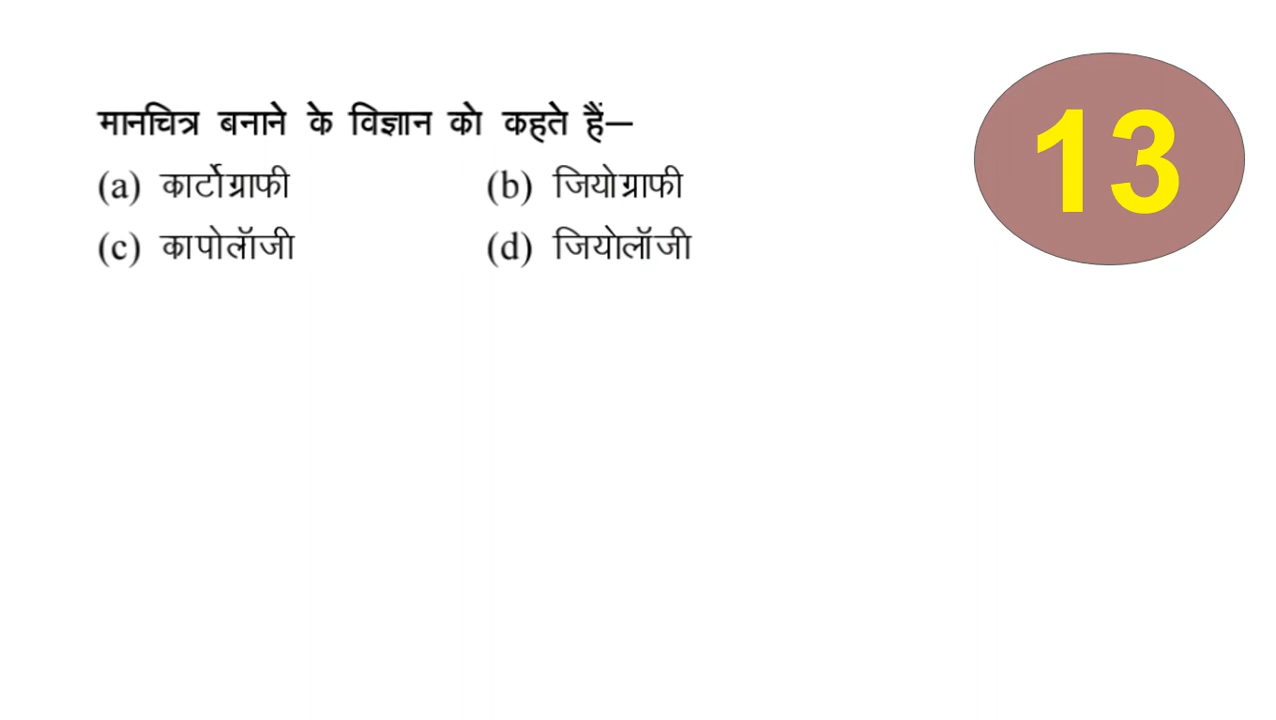 मानचित्र बनाने के विज्ञान को कहते हैं—
(a) कार्टोग्राफी (b) जियोग्राफी
(c) कापोलॉजी (d) जियोलॉजी
13